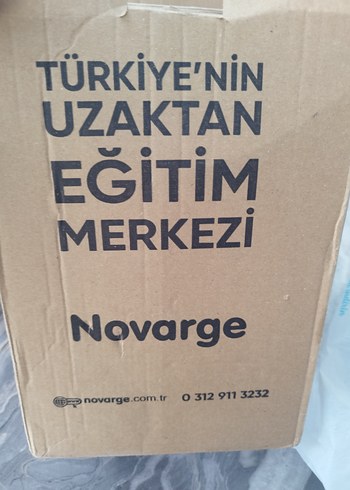 TÜRKİYE'NİN
UZAKTAN
EĞİTİM
MERKEZİ
Novarge
novarge.com.tr 0 312 911 3232